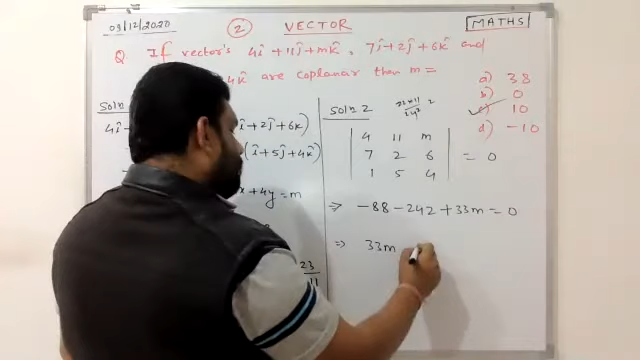 03/12/2020 2 VECTOR MATHS
Q. If vector's 4î + 11ĵ + mk̂, 7î + 2ĵ + 6k̂ and
4k̂ are coplanar than m =
a) 38
b) 0
c) 10
d) -10
Soln
4î
î + 2ĵ + 6k)
(î + 5ĵ + 4k̂)
x + 4y = m
23
11
Soln 2
4 11 m
7 2 6 = 0
1 5 4
⇒ -88 - 242 + 33m = 0
⇒ 33m